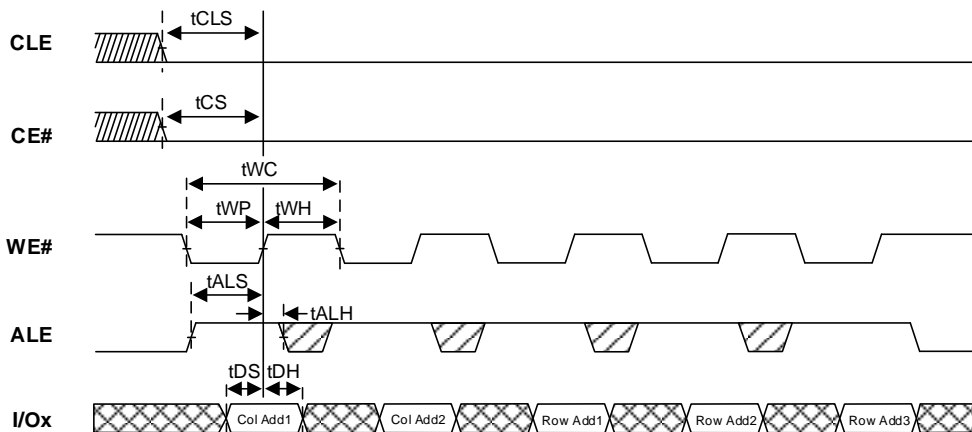 tCLS
CLE
tCS
CE#
tWC
tWP tWH
WE#
tALS
tALH
ALE
tDS tDH
I/Ox Col Add1 Col Add2 Row Add1 Row Add2 Row Add3